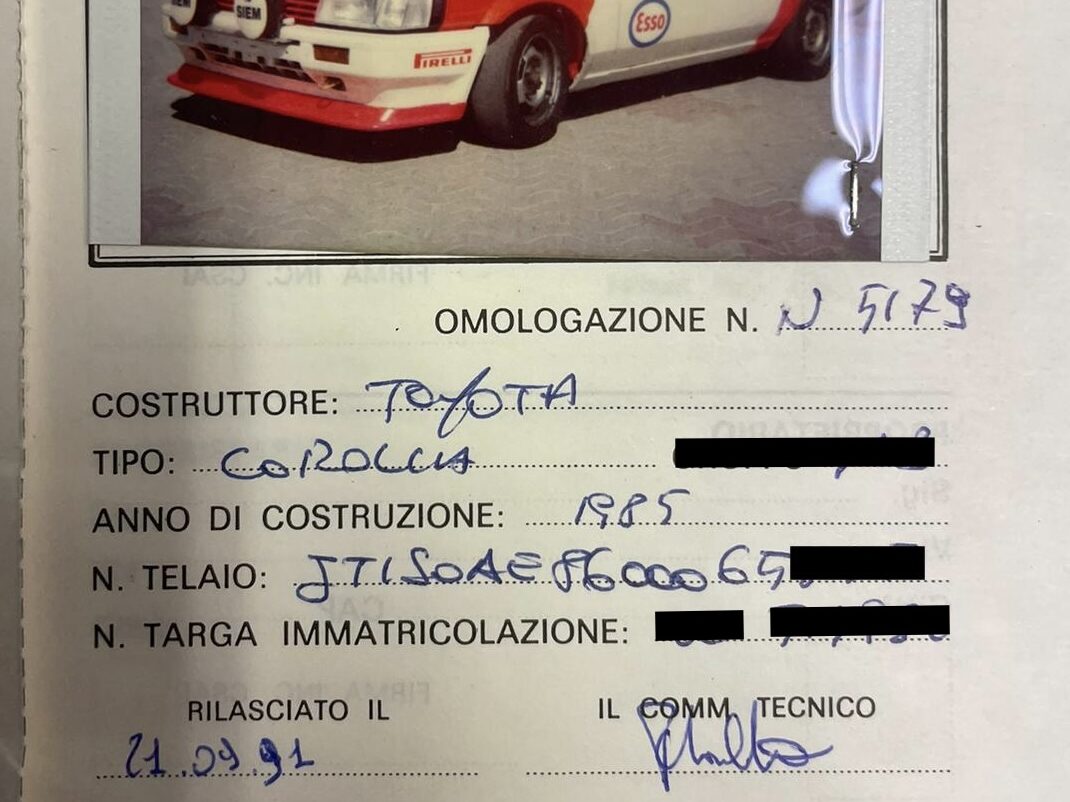 SIEM
Esso
PIRELLI
FIRMA INC. CSAI
OMOLOGAZIONE N. N 5179
COSTRUTTORE: TOYOTA
TIPO: COROLLA
ANNO DI COSTRUZIONE: 1985
N. TELAIO: JT1S0AE8600065
N. TARGA IMMATRICOLAZIONE:
RILASCIATO IL IL COMM. TECNICO
21.09.91